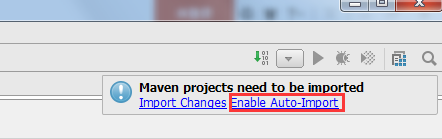 Maven projects need to be imported
Import Changes Enable Auto-Import